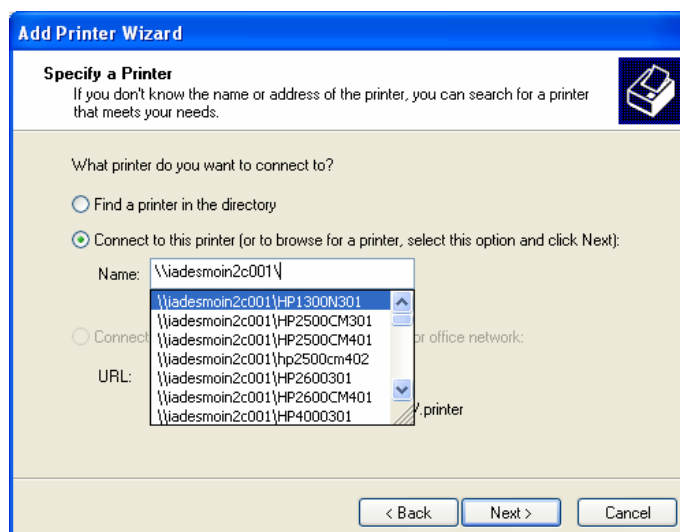 Add Printer Wizard
Specify a Printer
If you don't know the name or address of the printer, you can search for a printer
that meets your needs.
What printer do you want to connect to?
Find a printer in the directory
Connect to this printer (or to browse for a printer, select this option and click Next):
Name: \\iadesmoin2c001\
\\iadesmoin2c001\HP1300N301
\\iadesmoin2c001\HP2500CM301
Connect \\iadesmoin2c001\HP2500CM401 or office network:
\\iadesmoin2c001\hp2500cm402
URL: \\iadesmoin2c001\HP2600301
\\iadesmoin2c001\HP2600CM401
\\iadesmoin2c001\HP4000301 /.printer
< Back Next > Cancel